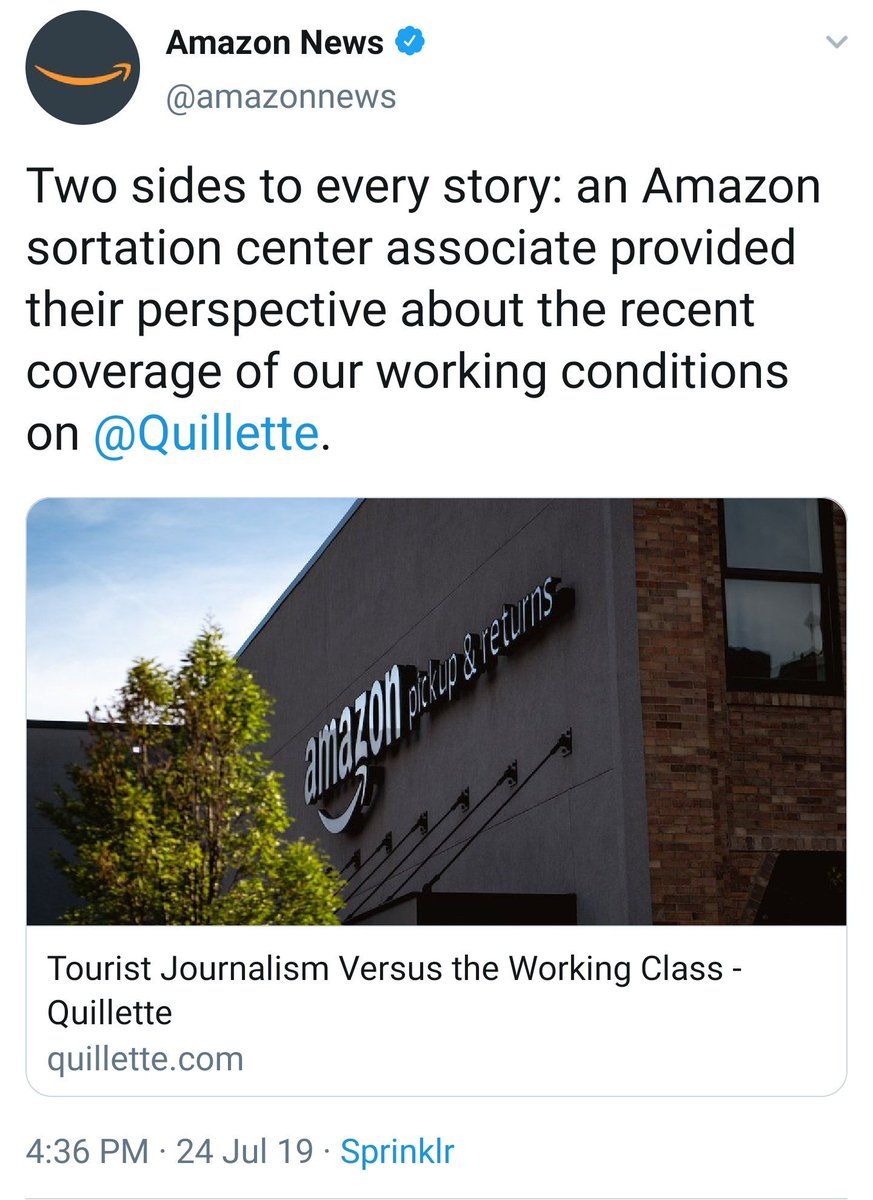 Amazon News
@amazonnews
Two sides to every story: an Amazon
sortation center associate provided
their perspective about the recent
coverage of our working conditions
on @Quillette.
amazon pickup & returns
Tourist Journalism Versus the Working Class -
Quillette
quillette.com
4:36 PM · 24 Jul 19 · Sprinklr